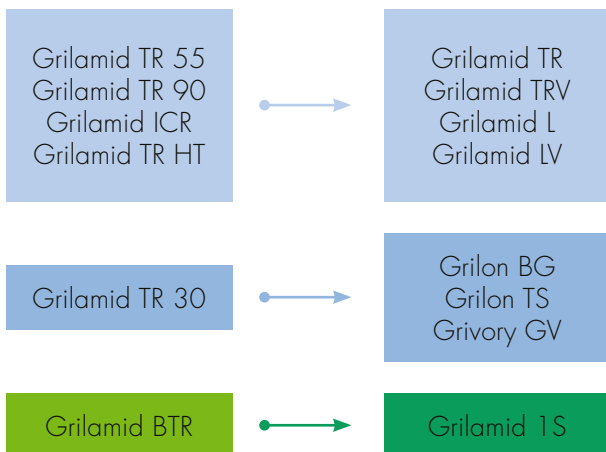 Grilamid TR 55
Grilamid TR 90
Grilamid ICR
Grilamid TR HT
Grilamid TR
Grilamid TRV
Grilamid L
Grilamid LV
Grilamid TR 30
Grilon BG
Grilon TS
Grivory GV
Grilamid BTR
Grilamid 1S